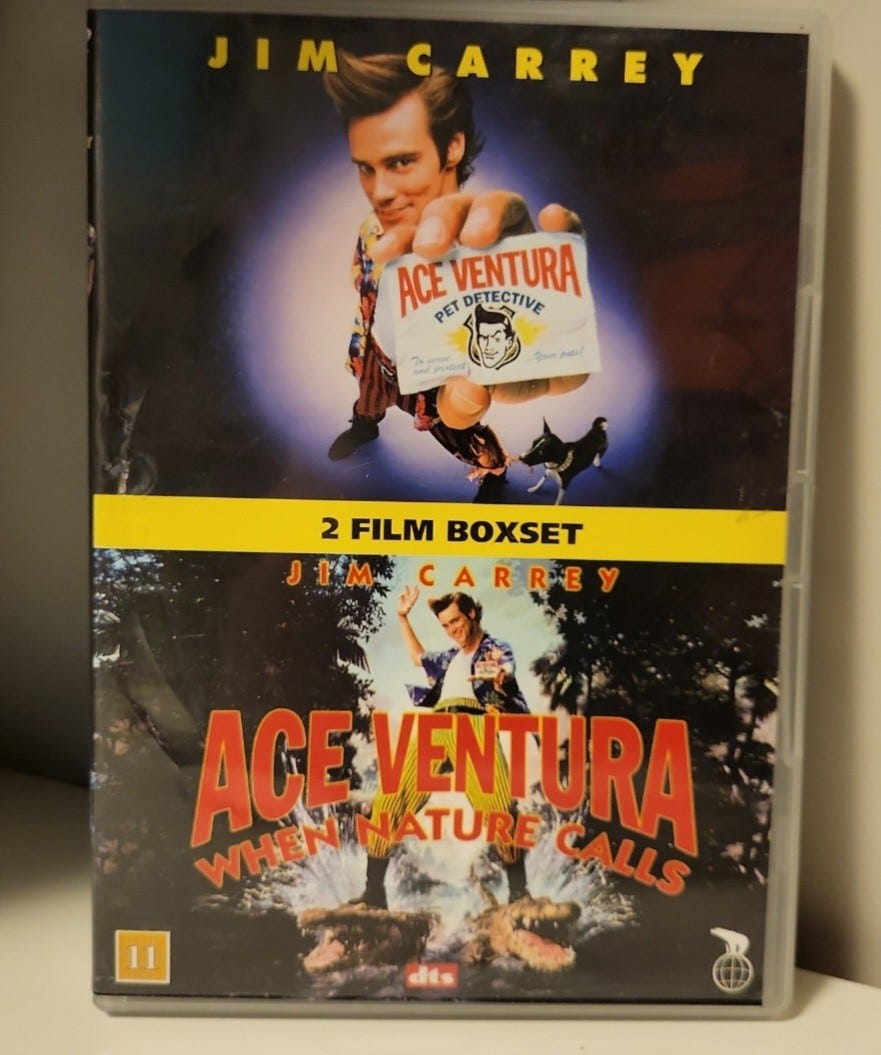 JIM CARREY
ACE VENTURA
PET DETECTIVE
To serve
and protect
...Your pets!
2 FILM BOXSET
JIM CARREY
ACE VENTURA
WHEN NATURE CALLS
11
dts